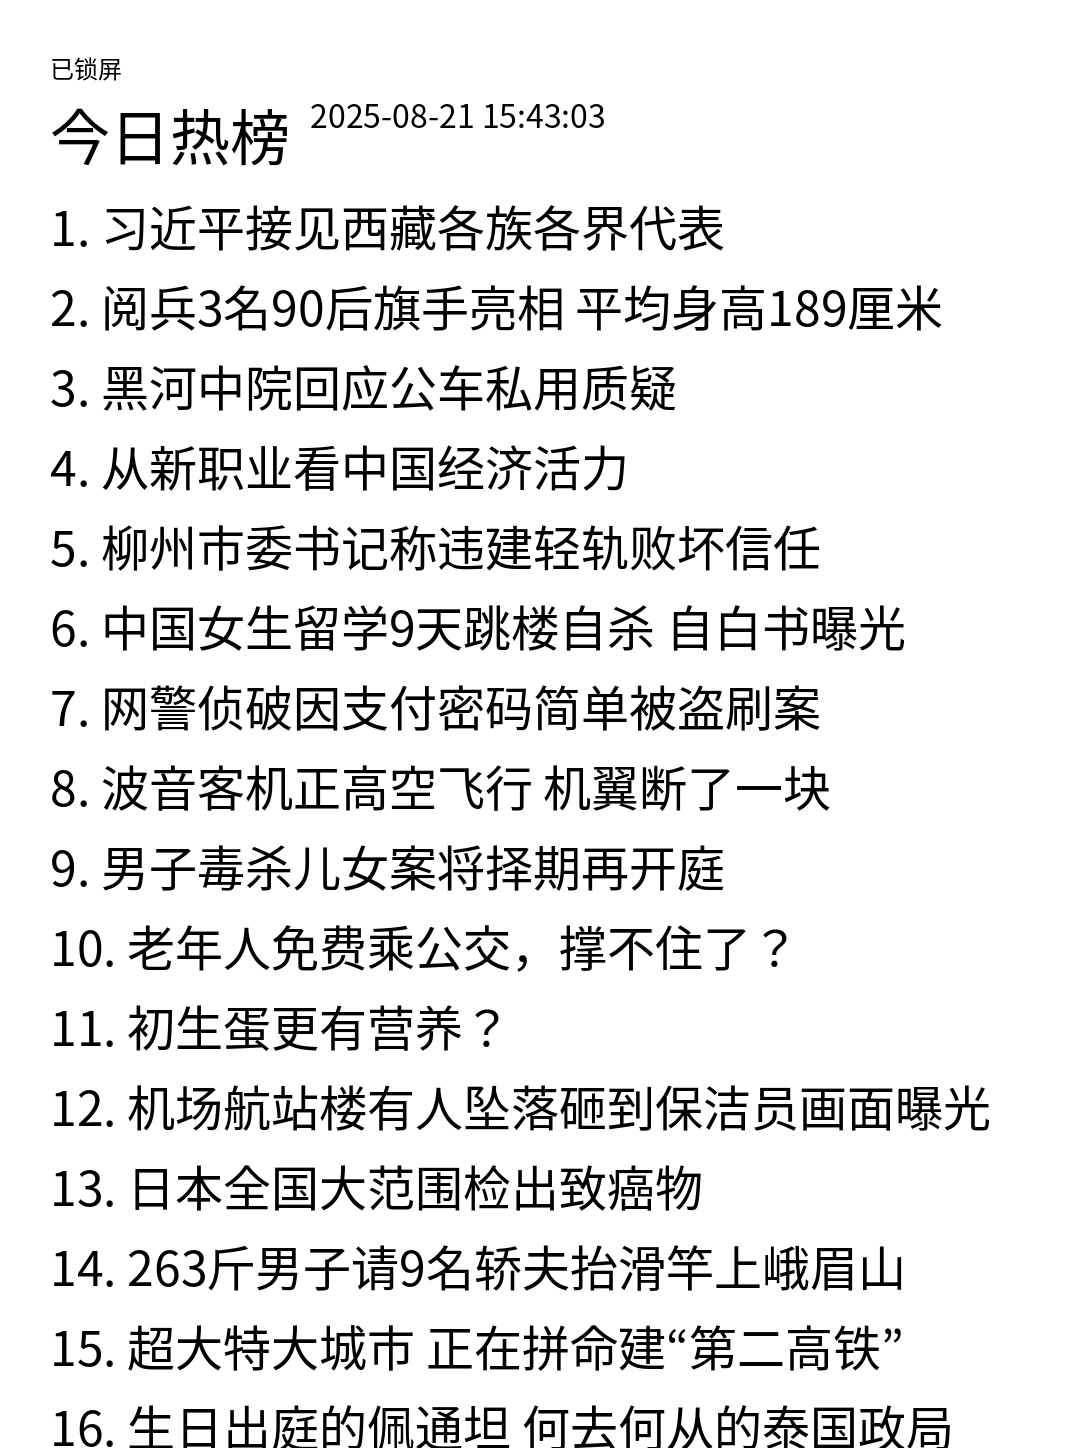 已锁屏
今日热榜 2025-08-21 15:43:03
1. 习近平接见西藏各族各界代表
2. 阅兵3名90后旗手亮相 平均身高189厘米
3. 黑河中院回应公车私用质疑
4. 从新职业看中国经济活力
5. 柳州市委书记称违建轻轨败坏信任
6. 中国女生留学9天跳楼自杀 自白书曝光
7. 网警侦破因支付密码简单被盗刷案
8. 波音客机正高空飞行 机翼断了一块
9. 男子毒杀儿女案将择期再开庭
10. 老年人免费乘公交，撑不住了？
11. 初生蛋更有营养？
12. 机场航站楼有人坠落砸到保洁员画面曝光
13. 日本全国大范围检出致癌物
14. 263斤男子请9名轿夫抬滑竿上峨眉山
15. 超大特大城市 正在拼命建“第二高铁”
16. 生日出庭的佩通坦 何去何从的泰国政局